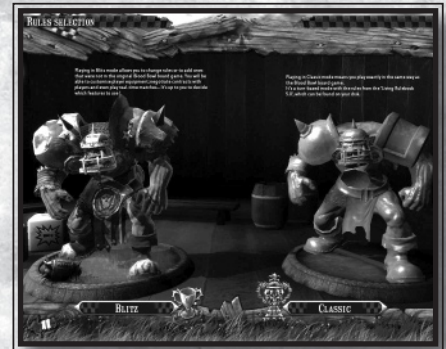 RULES SELECTION
Playing in Blitz mode allows you to change rules or to add ones
that were not in the original Blood Bowl board game. You will be
able to customize player equipment, negotiate contracts with
players and even play real-time matches... It's up to you to decide
which features to use!
Playing in Classic mode means you play exactly in the same way as
the Blood Bowl board game.
It's a turn-based mode with the rules from the 'Living Rulebook
5.0', which can be found on your disk.
BLITZ
CLASSIC